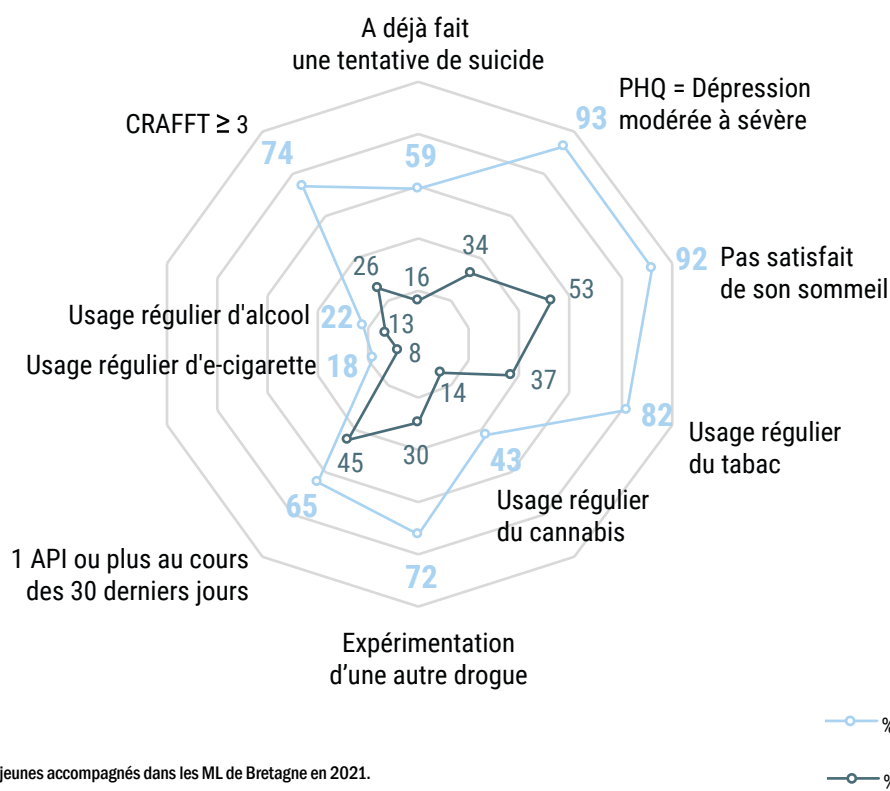 A déjà fait
une tentative de suicide
PHQ = Dépression
modérée à sévère
93
CRAFFT ≥ 3
74
59
34
26
16
Pas satisfait
de son sommeil
92
53
Usage régulier d'alcool
22
13
Usage régulier d'e-cigarette
18
8
37
14
82
Usage régulier
du tabac
45
30
43
65
Usage régulier
du cannabis
1 API ou plus au cours
des 30 derniers jours
72
Expérimentation
d’une autre drogue
%
jeunes accompagnés dans les ML de Bretagne en 2021.
%